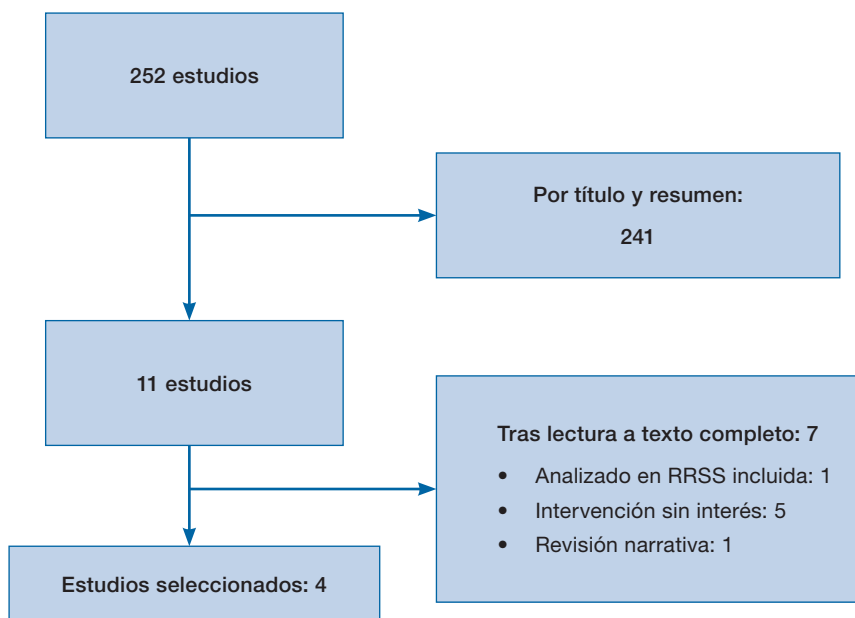 252 estudios
Por título y resumen:
241
11 estudios
Tras lectura a texto completo: 7
• Analizado en RRSS incluida: 1
• Intervención sin interés: 5
• Revisión narrativa: 1
Estudios seleccionados: 4